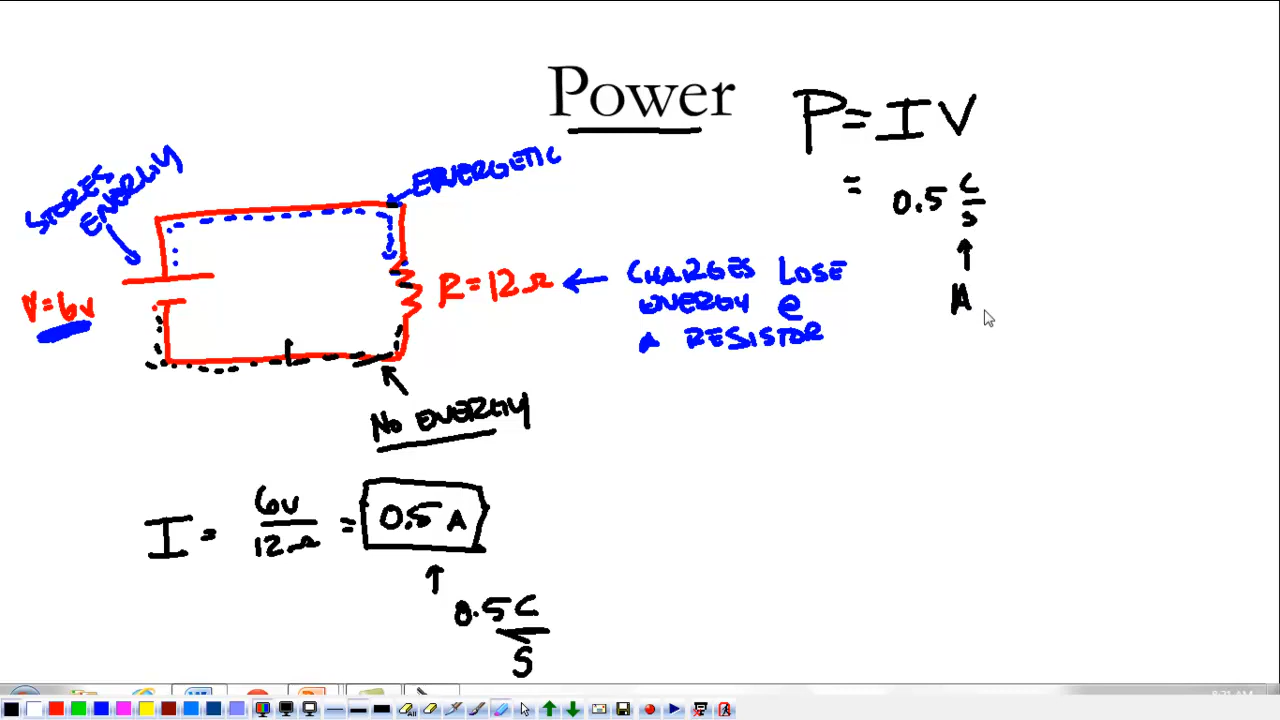 Power
P = IV
= 0.5 C/s
↑
A
STORES
ENERGY
ENERGETIC
V=6v
R=12Ω ← CHARGES LOSE
ENERGY @
A RESISTOR
NO ENERGY
I = 6v/12Ω = 0.5 A
↑
0.5 C/S